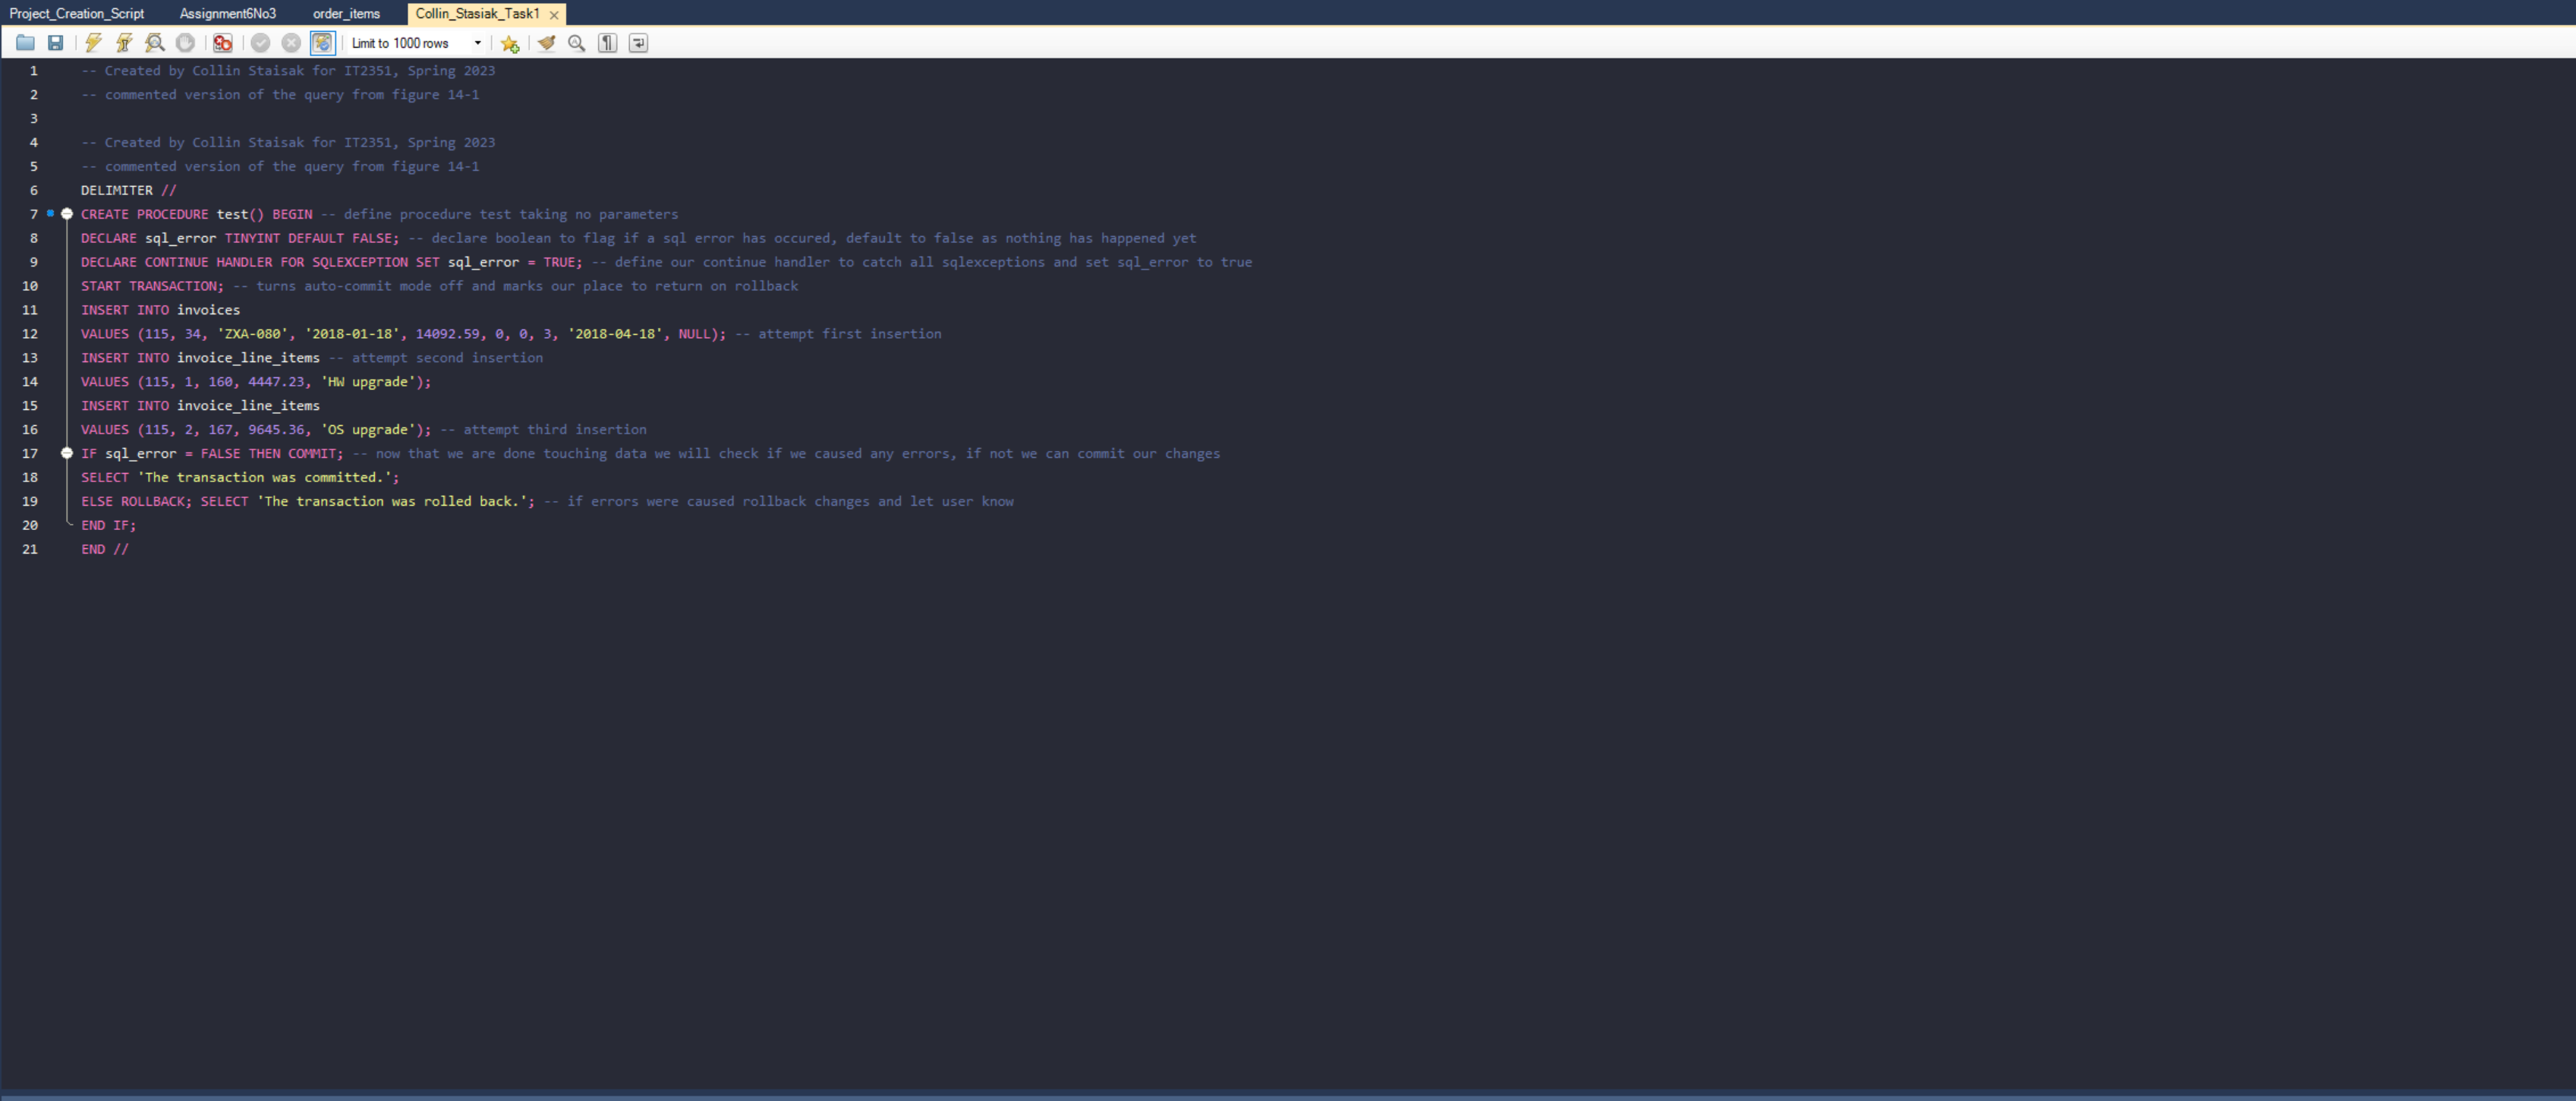 Project_Creation_Script Assignment6No3 order_items Collin_Stasiak_Task1
Limit to 1000 rows
1 -- Created by Collin Staisak for IT2351, Spring 2023
2 -- commented version of the query from figure 14-1
3
4 -- Created by Collin Staisak for IT2351, Spring 2023
5 -- commented version of the query from figure 14-1
6 DELIMITER //
7 CREATE PROCEDURE test() BEGIN -- define procedure test taking no parameters
8 DECLARE sql_error TINYINT DEFAULT FALSE; -- declare boolean to flag if a sql error has occured, default to false as nothing has happened yet
9 DECLARE CONTINUE HANDLER FOR SQLEXCEPTION SET sql_error = TRUE; -- define our continue handler to catch all sqlexceptions and set sql_error to true
10 START TRANSACTION; -- turns auto-commit mode off and marks our place to return on rollback
11 INSERT INTO invoices
12 VALUES (115, 34, 'ZXA-080', '2018-01-18', 14092.59, 0, 0, 3, '2018-04-18', NULL); -- attempt first insertion
13 INSERT INTO invoice_line_items -- attempt second insertion
14 VALUES (115, 1, 160, 4447.23, 'HW upgrade');
15 INSERT INTO invoice_line_items
16 VALUES (115, 2, 167, 9645.36, 'OS upgrade'); -- attempt third insertion
17 IF sql_error = FALSE THEN COMMIT; -- now that we are done touching data we will check if we caused any errors, if not we can commit our changes
18 SELECT 'The transaction was committed.';
19 ELSE ROLLBACK; SELECT 'The transaction was rolled back.'; -- if errors were caused rollback changes and let user know
20 END IF;
21 END //